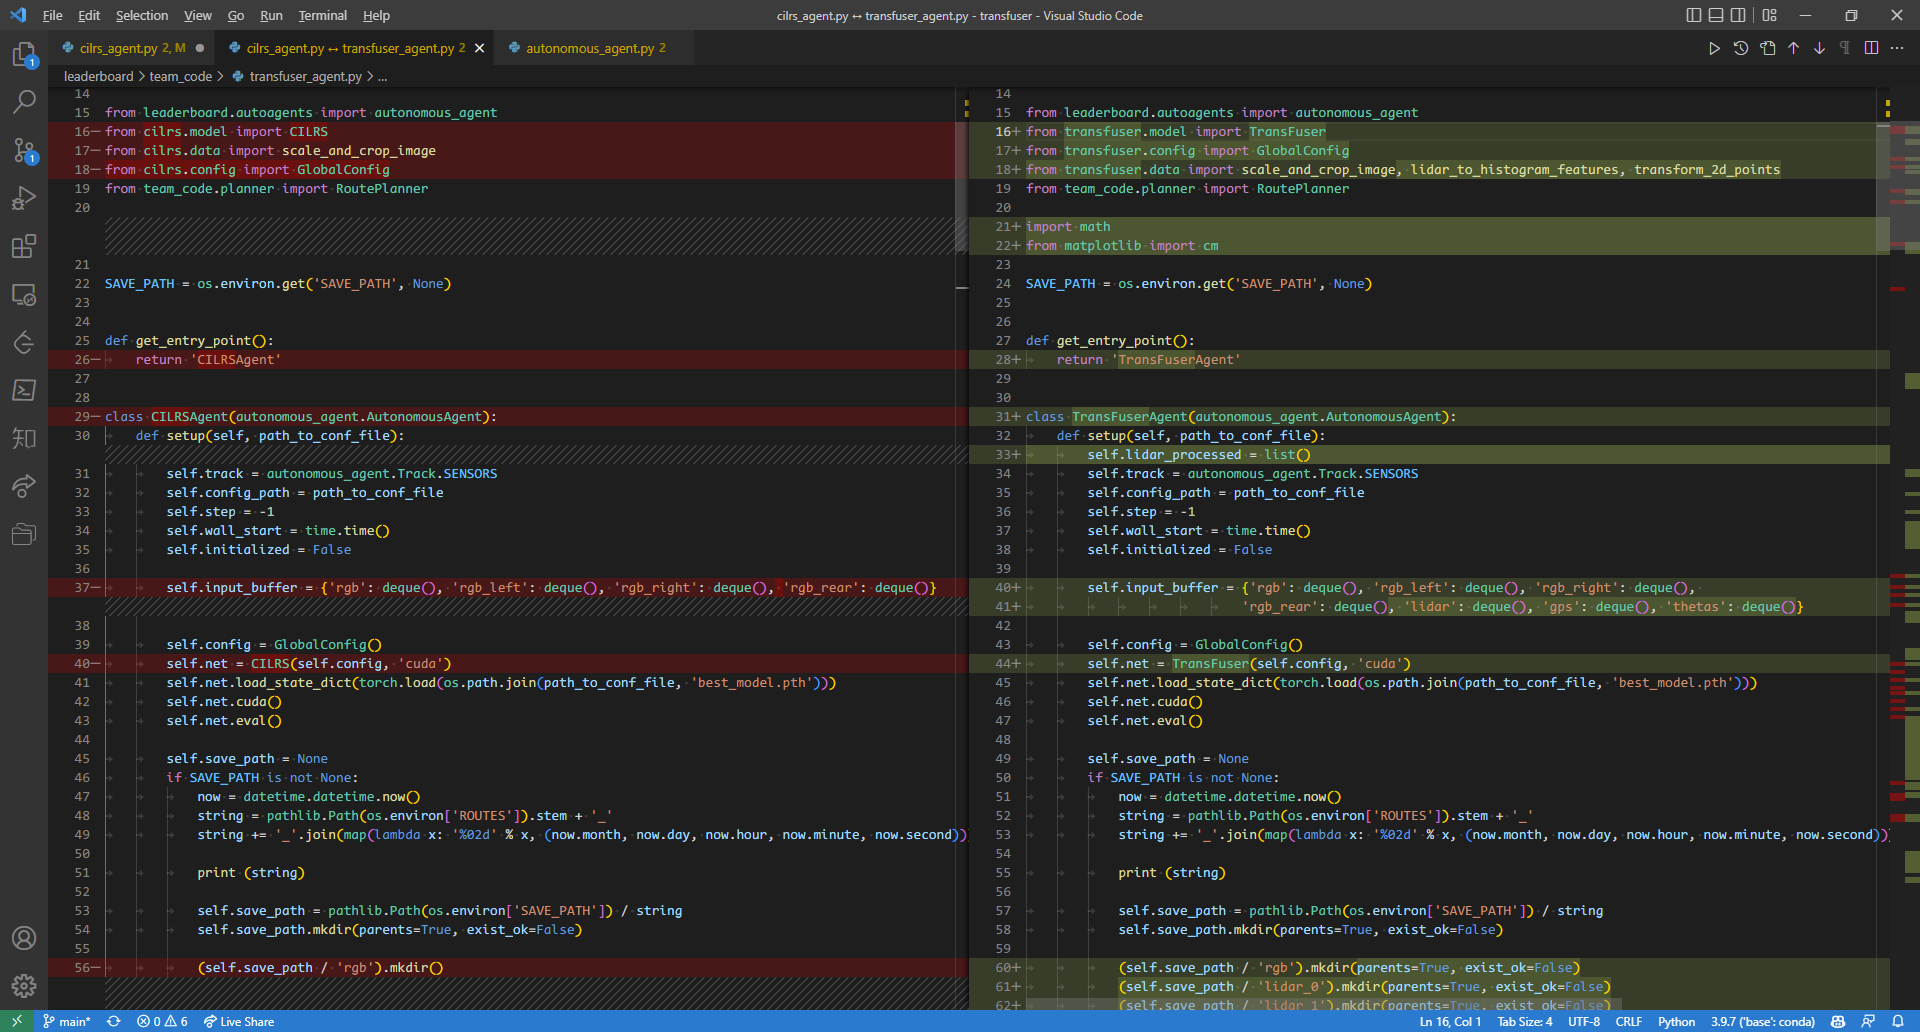 File Edit Selection View Go Run Terminal Help
cilrs_agent.py ↔ transfuser_agent.py - transfuser - Visual Studio Code
cilrs_agent.py 2, M
cilrs_agent.py ↔ transfuser_agent.py 2
autonomous_agent.py 2
leaderboard > team_code > transfuser_agent.py > ...
14
15 from leaderboard.autoagents import autonomous_agent
16 from cilrs.model import CILRS
17 from cilrs.data import scale_and_crop_image
18 from cilrs.config import GlobalConfig
19 from team_code.planner import RoutePlanner
20
21
22 SAVE_PATH = os.environ.get('SAVE_PATH', None)
23
24
25 def get_entry_point():
26 return 'CILRSAgent'
27
28
29 class CILRSAgent(autonomous_agent.AutonomousAgent):
30 def setup(self, path_to_conf_file):
31 self.track = autonomous_agent.Track.SENSORS
32 self.config_path = path_to_conf_file
33 self.step = -1
34 self.wall_start = time.time()
35 self.initialized = False
36
37 self.input_buffer = {'rgb': deque(), 'rgb_left': deque(), 'rgb_right': deque(), 'rgb_rear': deque()}
38
39 self.config = GlobalConfig()
40 self.net = CILRS(self.config, 'cuda')
41 self.net.load_state_dict(torch.load(os.path.join(path_to_conf_file, 'best_model.pth')))
42 self.net.cuda()
43 self.net.eval()
44
45 self.save_path = None
46 if SAVE_PATH is not None:
47 now = datetime.datetime.now()
48 string = pathlib.Path(os.environ['ROUTES']).stem + '_'
49 string += '_'.join(map(lambda x: '%02d' % x, (now.month, now.day, now.hour, now.minute, now.second))
50
51 print (string)
52
53 self.save_path = pathlib.Path(os.environ['SAVE_PATH']) / string
54 self.save_path.mkdir(parents=True, exist_ok=False)
55
56 (self.save_path / 'rgb').mkdir()
14
15 from leaderboard.autoagents import autonomous_agent
16+ from transfuser.model import TransFuser
17+ from transfuser.config import GlobalConfig
18+ from transfuser.data import scale_and_crop_image, lidar_to_histogram_features, transform_2d_points
19 from team_code.planner import RoutePlanner
20
21+ import math
22+ from matplotlib import cm
23
24 SAVE_PATH = os.environ.get('SAVE_PATH', None)
25
26
27 def get_entry_point():
28+ return 'TransFuserAgent'
29
30
31+ class TransFuserAgent(autonomous_agent.AutonomousAgent):
32 def setup(self, path_to_conf_file):
33+ self.lidar_processed = list()
34 self.track = autonomous_agent.Track.SENSORS
35 self.config_path = path_to_conf_file
36 self.step = -1
37 self.wall_start = time.time()
38 self.initialized = False
39
40+ self.input_buffer = {'rgb': deque(), 'rgb_left': deque(), 'rgb_right': deque(),
41+ 'rgb_rear': deque(), 'lidar': deque(), 'gps': deque(), 'thetas': deque()}
42
43 self.config = GlobalConfig()
44+ self.net = TransFuser(self.config, 'cuda')
45 self.net.load_state_dict(torch.load(os.path.join(path_to_conf_file, 'best_model.pth')))
46 self.net.cuda()
47 self.net.eval()
48
49 self.save_path = None
50 if SAVE_PATH is not None:
51 now = datetime.datetime.now()
52 string = pathlib.Path(os.environ['ROUTES']).stem + '_'
53 string += '_'.join(map(lambda x: '%02d' % x, (now.month, now.day, now.hour, now.minute, now.second))
54
55 print (string)
56
57 self.save_path = pathlib.Path(os.environ['SAVE_PATH']) / string
58 self.save_path.mkdir(parents=True, exist_ok=False)
59
60+ (self.save_path / 'rgb').mkdir(parents=True, exist_ok=False)
61+ (self.save_path / 'lidar_0').mkdir(parents=True, exist_ok=False)
62+ (self.save_path / 'lidar_1').mkdir(parents=True, exist_ok=False)
1
1
知
main* 0 6 Live Share
Ln 16, Col 1 Tab Size: 4 UTF-8 CRLF Python 3.9.7 ('base': conda)